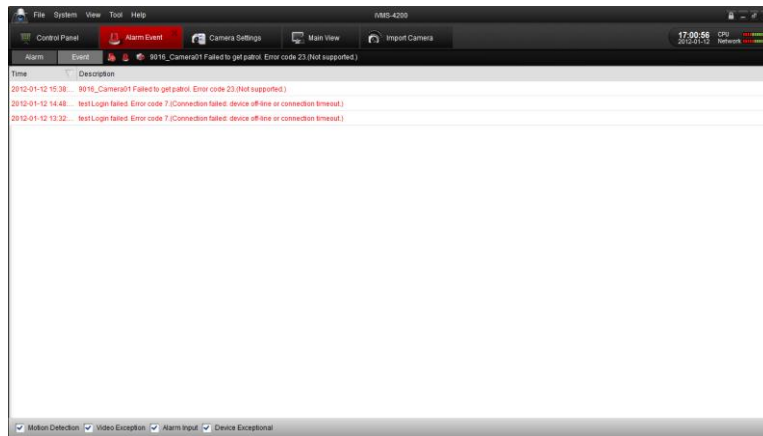 File System View Tool Help iVMS-4200
Control Panel Alarm Event Camera Settings Main View Import Camera 17:00:56 CPU
2012-01-12 Network
Alarm Event 9016_Camera01 Failed to get patrol. Error code 23.(Not supported.)
Time Description
2012-01-12 15:38:... 9016_Camera01 Failed to get patrol. Error code 23.(Not supported.)
2012-01-12 14:48:... test Login failed. Error code 7.(Connection failed: device off-line or connection timeout.)
2012-01-12 13:32:... test Login failed. Error code 7.(Connection failed: device off-line or connection timeout.)
Motion Detection Video Exception Alarm Input Device Exceptional